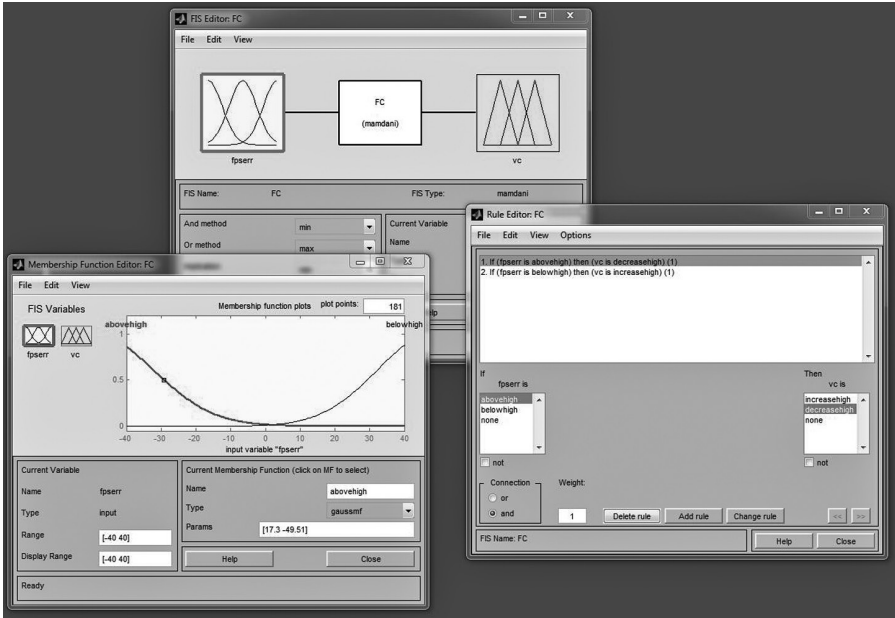 FIS Editor: FC
File Edit View
FC
(mamdani)
fpserr
vc
FIS Name: FC FIS Type: mamdani
And method min
Or method max
Current Variable
Name
Membership Function Editor: FC
File Edit View
FIS Variables
Membership function plots plot points: 181
fpserr vc
abovehigh belowhigh
1
0.5
0
-40 -30 -20 -10 0 10 20 30 40
input variable "fpserr"
Current Variable
Name fpserr
Type input
Range [-40 40]
Display Range [-40 40]
Current Membership Function (click on MF to select)
Name abovehigh
Type gaussmf
Params [17.3 -49.51]
Help Close
Ready
Rule Editor: FC
File Edit View Options
1. If (fpserr is abovehigh) then (vc is decreasehigh) (1)
2. If (fpserr is belowhigh) then (vc is increasehigh) (1)
If
fpserr is
abovehigh
belowhigh
none
not
Then
vc is
increasehigh
decreasehigh
none
not
Connection
or
and
Weight:
1
Delete rule Add rule Change rule << >>
FIS Name: FC
Help Close